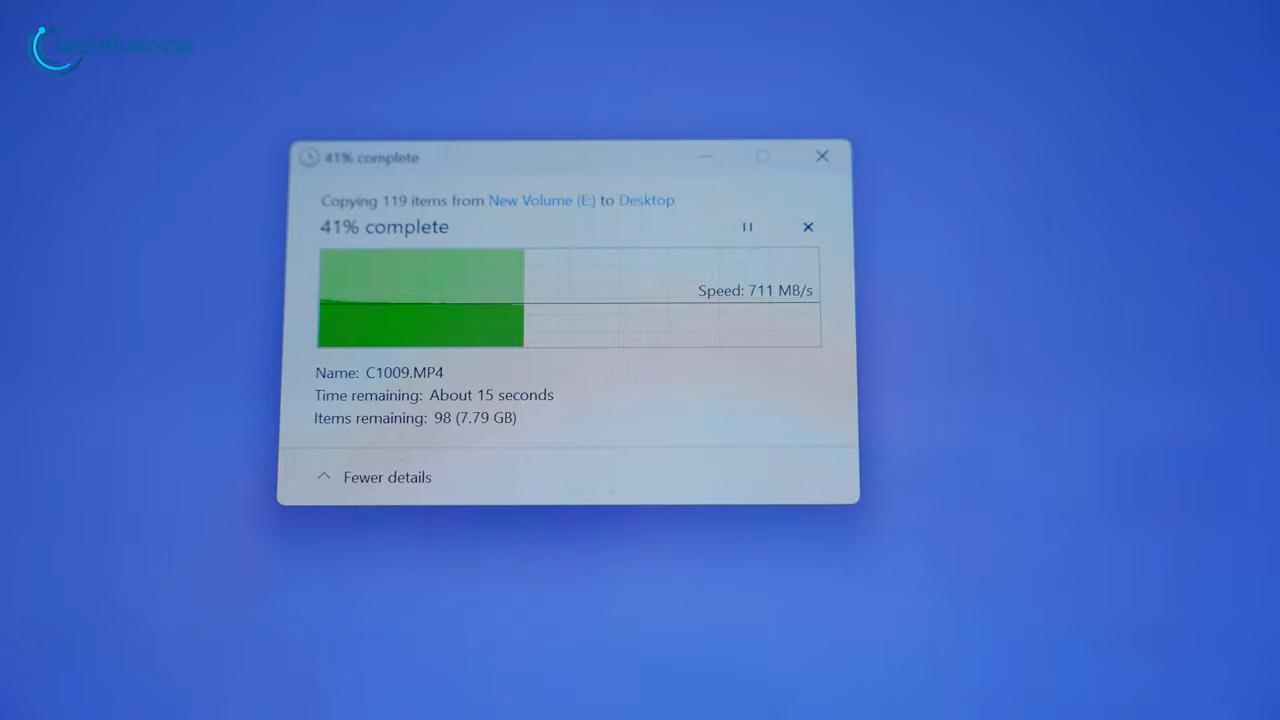 techfluence
41% complete
Copying 119 items from New Volume (E:) to Desktop
41% complete
Speed: 711 MB/s
Name: C1009.MP4
Time remaining: About 15 seconds
Items remaining: 98 (7.79 GB)
Fewer details